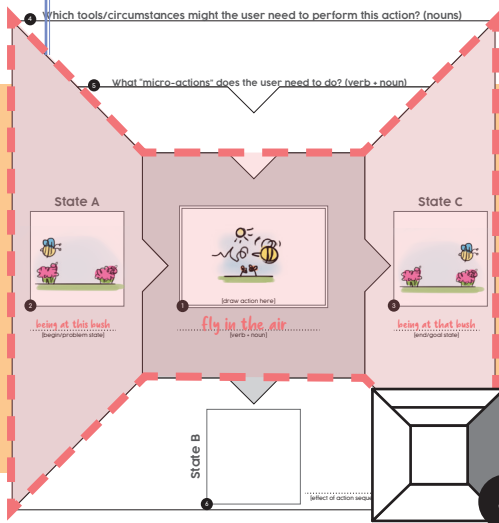 4 Which tools/circumstances might the user need to perform this action? (nouns)
5 What "micro-actions" does the user need to do? (verb + noun)
State A
State C
(draw action here)
2
1
3
being at this bush
fly in the air
being at that bush
(begin/problem state)
(verb + noun)
(end/goal state)
State B
(effect of action seque
6